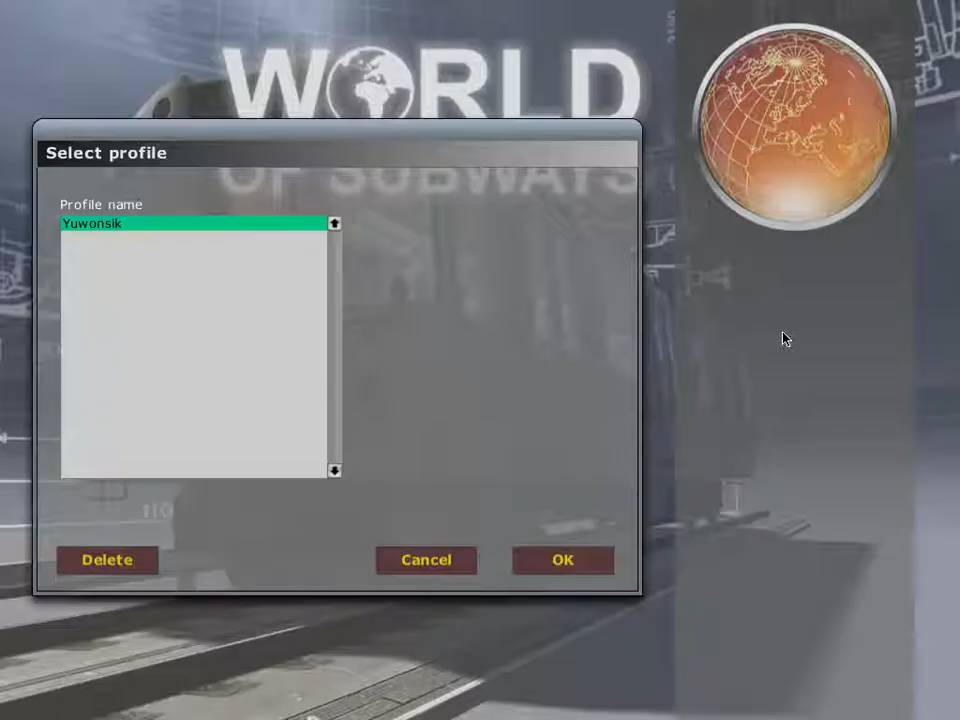 WORLD
OF SUBWAYS
Select profile
Profile name
Yuwonsik
Delete
Cancel
OK